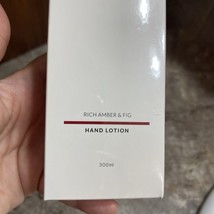 RICH AMBER & FIG
HAND LOTION
300ml